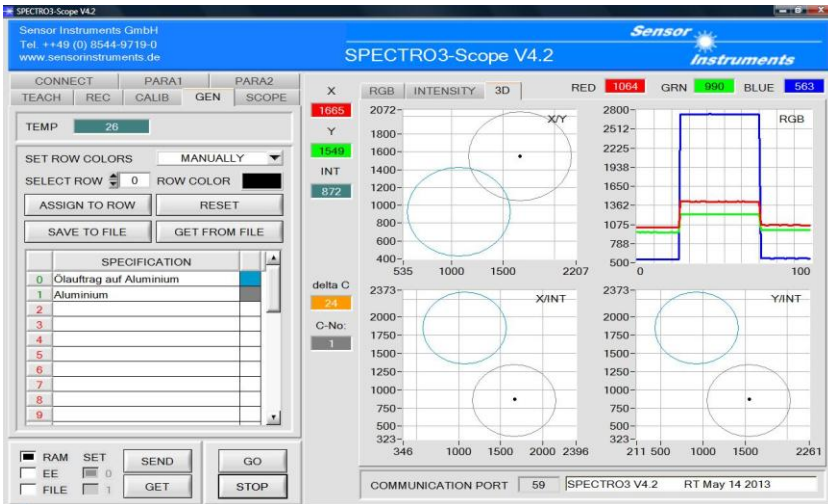 SPECTRO3-Scope V4.2
Sensor Instruments GmbH
Tel. ++49 (0) 8544-9719-0
www.sensorinstruments.de
SPECTRO3-Scope V4.2
Sensor
Instruments
CONNECT PARA1 PARA2
TEACH REC CALIB GEN SCOPE
TEMP 26
SET ROW COLORS MANUALLY
SELECT ROW 0 ROW COLOR
ASSIGN TO ROW RESET
SAVE TO FILE GET FROM FILE
SPECIFICATION
0 Ölauftrag auf Aluminium
1 Aluminium
2
3
4
5
6
7
8
9
RAM SET SEND GO
EE 0
FILE 1 GET STOP
X
1665
Y
1549
INT
872
delta C
24
C-No:
1
RGB INTENSITY 3D
RED 1064 GRN 990 BLUE 563
X/Y
2072
1800
1600
1400
1200
1000
800
600
400
535 1000 1500 2207
RGB
2800
2512
2225
1938
1650
1362
1075
788
500
0 100
X/INT
2373
2000
1750
1500
1250
1000
750
500
323
346 1000 1500 2000 2396
Y/INT
2373
2000
1750
1500
1250
1000
750
500
323
211 500 1000 1500 2261
COMMUNICATION PORT 59 SPECTRO3 V4.2 RT May 14 2013